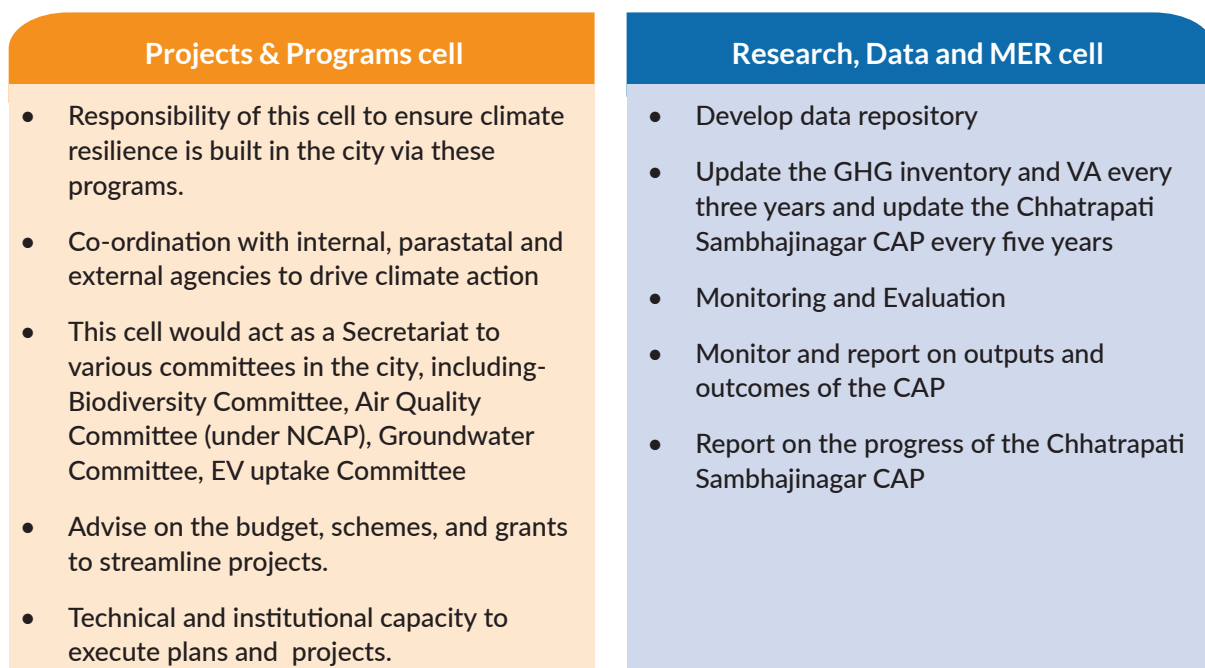 Projects & Programs cell
• Responsibility of this cell to ensure climate
resilience is built in the city via these
programs.
• Co-ordination with internal, parastatal and
external agencies to drive climate action
• This cell would act as a Secretariat to
various committees in the city, including-
Biodiversity Committee, Air Quality
Committee (under NCAP), Groundwater
Committee, EV uptake Committee
• Advise on the budget, schemes, and grants
to streamline projects.
• Technical and institutional capacity to
execute plans and  projects.
Research, Data and MER cell
• Develop data repository
• Update the GHG inventory and VA every
three years and update the Chhatrapati
Sambhajinagar CAP every five years
• Monitoring and Evaluation
• Monitor and report on outputs and
outcomes of the CAP
• Report on the progress of the Chhatrapati
Sambhajinagar CAP